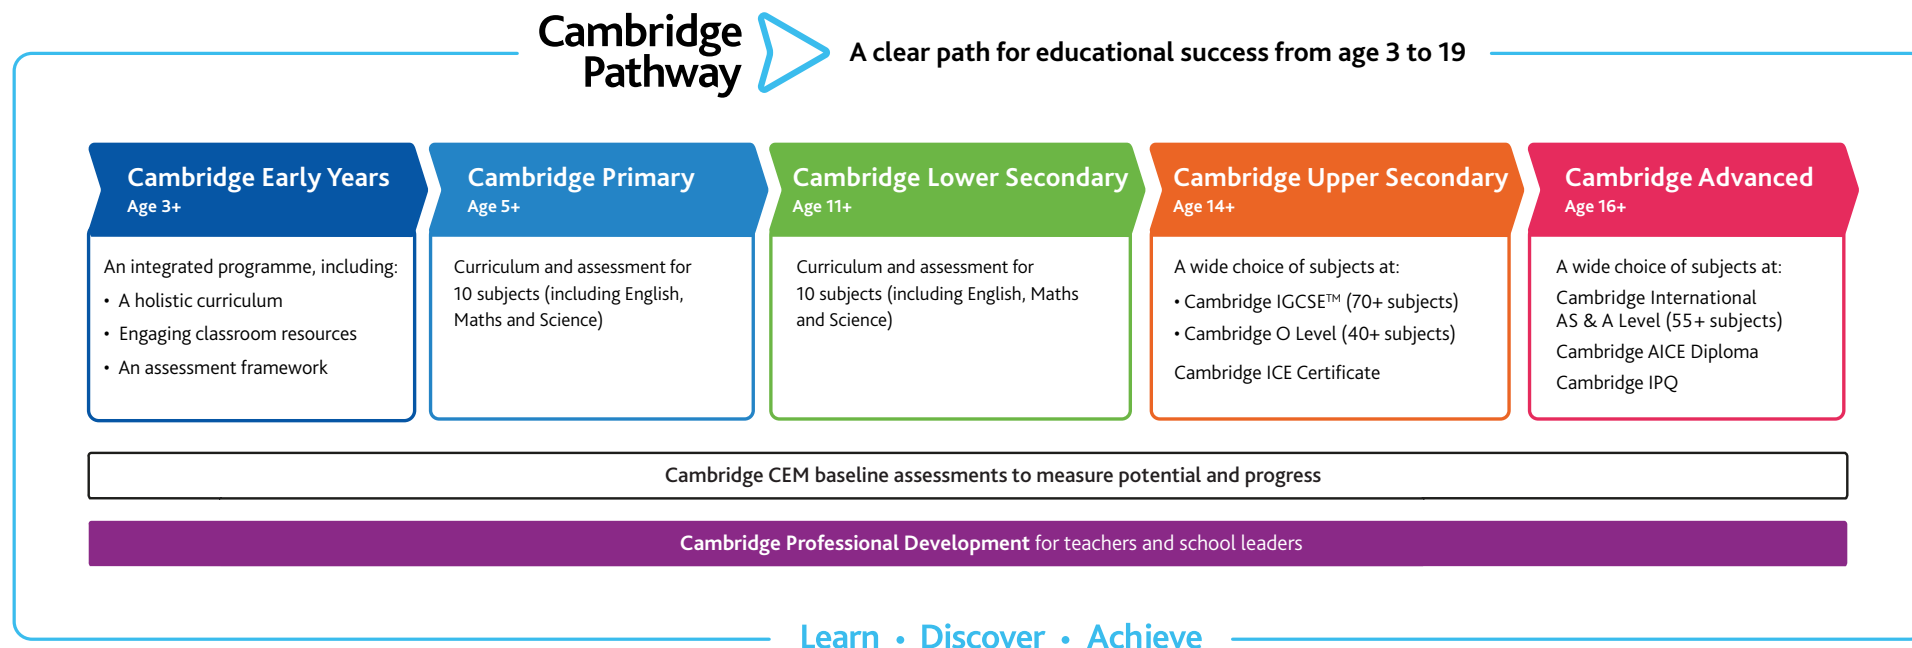 Cambridge
Pathway
A clear path for educational success from age 3 to 19
Cambridge Early Years
Age 3+
An integrated programme, including:
• A holistic curriculum
• Engaging classroom resources
• An assessment framework
Cambridge Primary
Age 5+
Curriculum and assessment for
10 subjects (including English,
Maths and Science)
Cambridge Lower Secondary
Age 11+
Curriculum and assessment for
10 subjects (including English, Maths
and Science)
Cambridge Upper Secondary
Age 14+
A wide choice of subjects at:
• Cambridge IGCSE™ (70+ subjects)
• Cambridge O Level (40+ subjects)
Cambridge ICE Certificate
Cambridge Advanced
Age 16+
A wide choice of subjects at:
Cambridge International
AS & A Level (55+ subjects)
Cambridge AICE Diploma
Cambridge IPQ
Cambridge CEM baseline assessments to measure potential and progress
Cambridge Professional Development for teachers and school leaders
Learn • Discover • Achieve